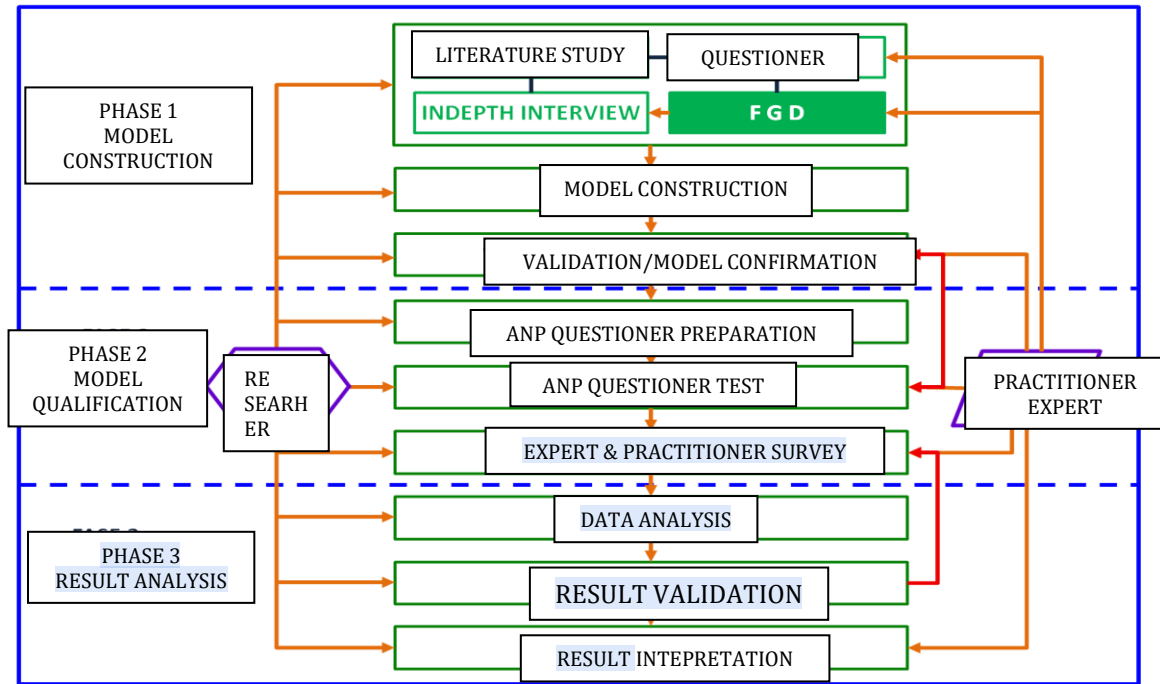 LITERATURE STUDY
QUESTIONER
INDEPTH INTERVIEW
F G D
PHASE 1
MODEL
CONSTRUCTION
MODEL CONSTRUCTION
VALIDATION/MODEL CONFIRMATION
ANP QUESTIONER PREPARATION
PHASE 2
MODEL
QUALIFICATION
RE
SEARH
ER
ANP QUESTIONER TEST
PRACTITIONER
EXPERT
EXPERT & PRACTITIONER SURVEY
DATA ANALYSIS
PHASE 3
RESULT ANALYSIS
RESULT VALIDATION
RESULT INTEPRETATION